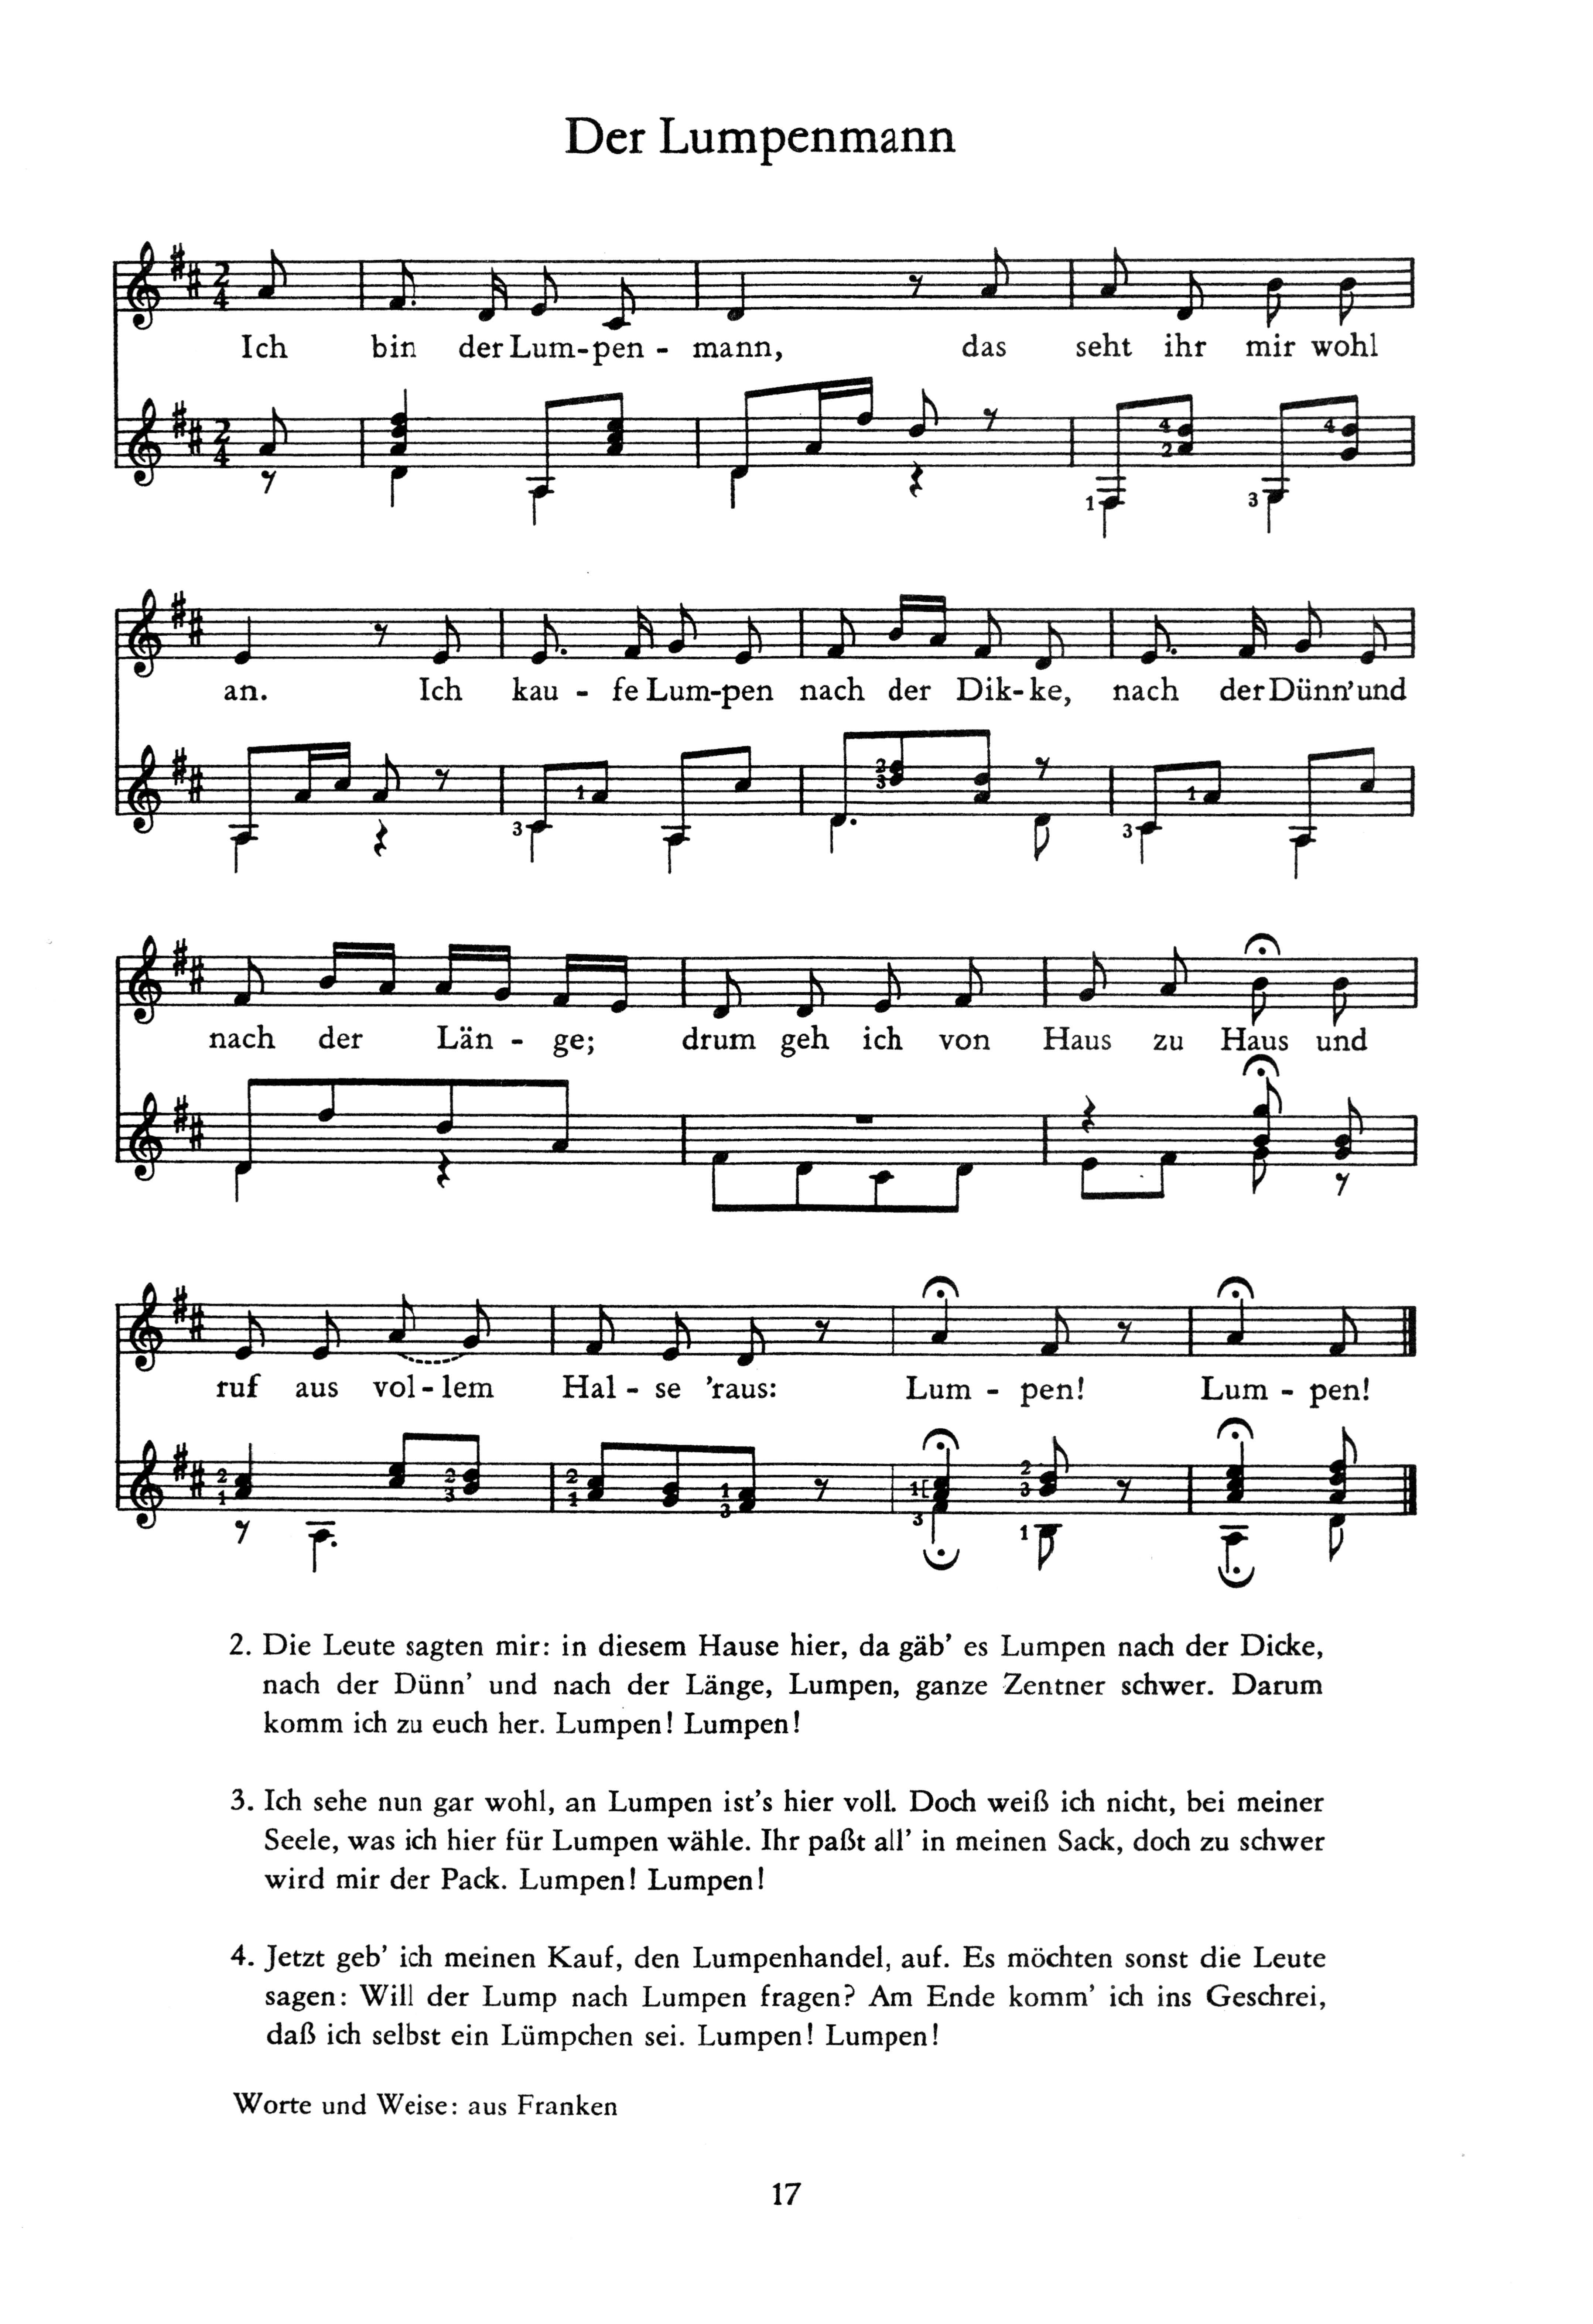 Der Lumpenmann
Ich bin der Lum-pen - mann, das seht ihr mir wohl
an. Ich kau - fe Lum-pen nach der Dik-ke, nach der Dünn' und
nach der Län - ge; drum geh ich von Haus zu Haus und
ruf aus vol-lem Hal - se 'raus: Lum - pen! Lum - pen!
2. Die Leute sagten mir: in diesem Hause hier, da gäb' es Lumpen nach der Dicke,
nach der Dünn' und nach der Länge, Lumpen, ganze Zentner schwer. Darum
komm ich zu euch her. Lumpen! Lumpen!
3. Ich sehe nun gar wohl, an Lumpen ist's hier voll. Doch weiß ich nicht, bei meiner
Seele, was ich hier für Lumpen wähle. Ihr paßt all' in meinen Sack, doch zu schwer
wird mir der Pack. Lumpen! Lumpen!
4. Jetzt geb' ich meinen Kauf, den Lumpenhandel, auf. Es möchten sonst die Leute
sagen: Will der Lump nach Lumpen fragen? Am Ende komm' ich ins Geschrei,
daß ich selbst ein Lümpchen sei. Lumpen! Lumpen!
Worte und Weise: aus Franken
17